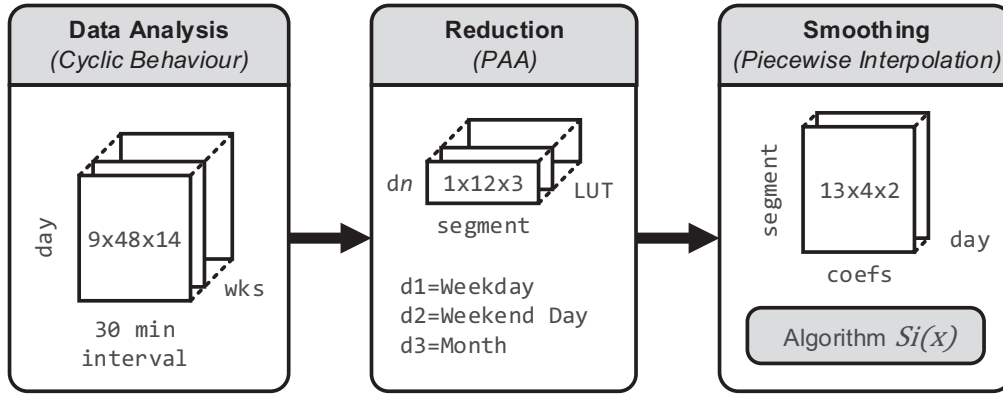 Data Analysis
(Cyclic Behaviour)
day
9x48x14
wks
30 min
interval
Reduction
(PAA)
dn
1x12x3
LUT
segment
d1=Weekday
d2=Weekend Day
d3=Month
Smoothing
(Piecewise Interpolation)
segment
13x4x2
day
coefs
Algorithm Si(x)